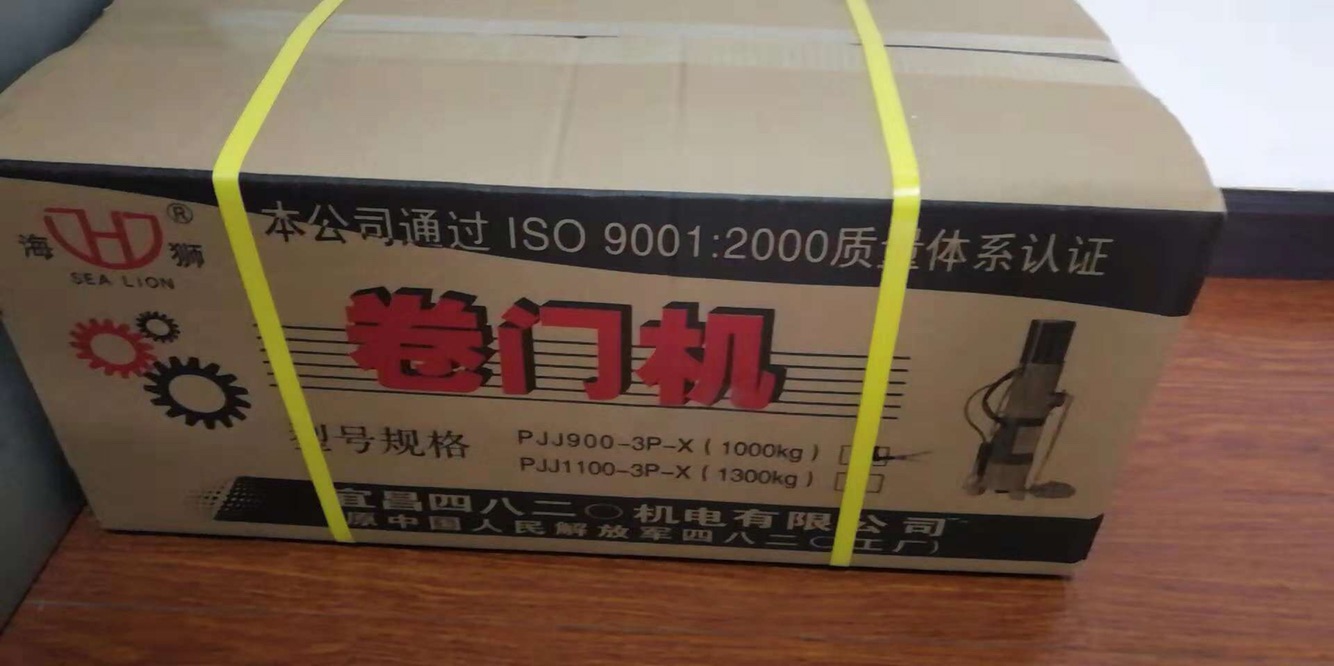 本公司通过 ISO 9001:2000质量体系认证
海 ® 狮
SEA LION
卷门机
型号规格
PJJ900-3P-X(1000kg)
PJJ1100-3P-X(1300kg)
宜昌四八二〇机电有限公司
原中国人民解放军四八二〇工厂)